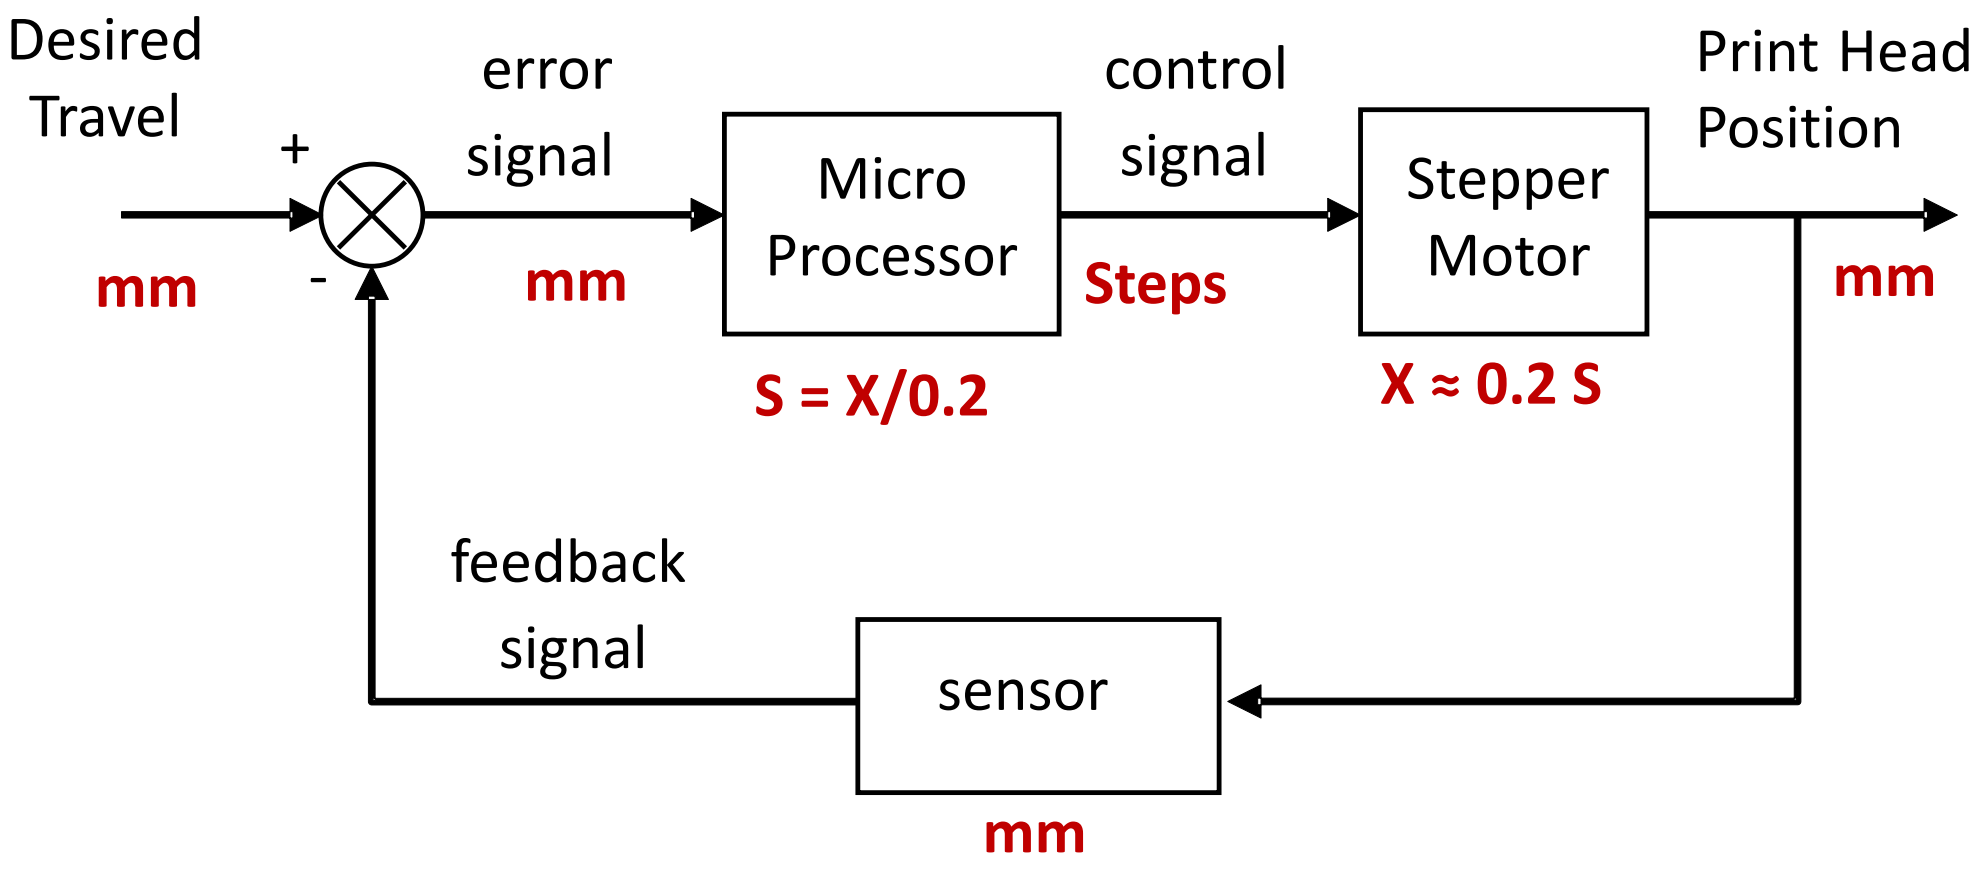 Desired
Travel
+
-
mm
error
signal
mm
Micro
Processor
S = X/0.2
control
signal
Steps
Stepper
Motor
X ≈ 0.2 S
Print Head
Position
mm
feedback
signal
sensor
mm